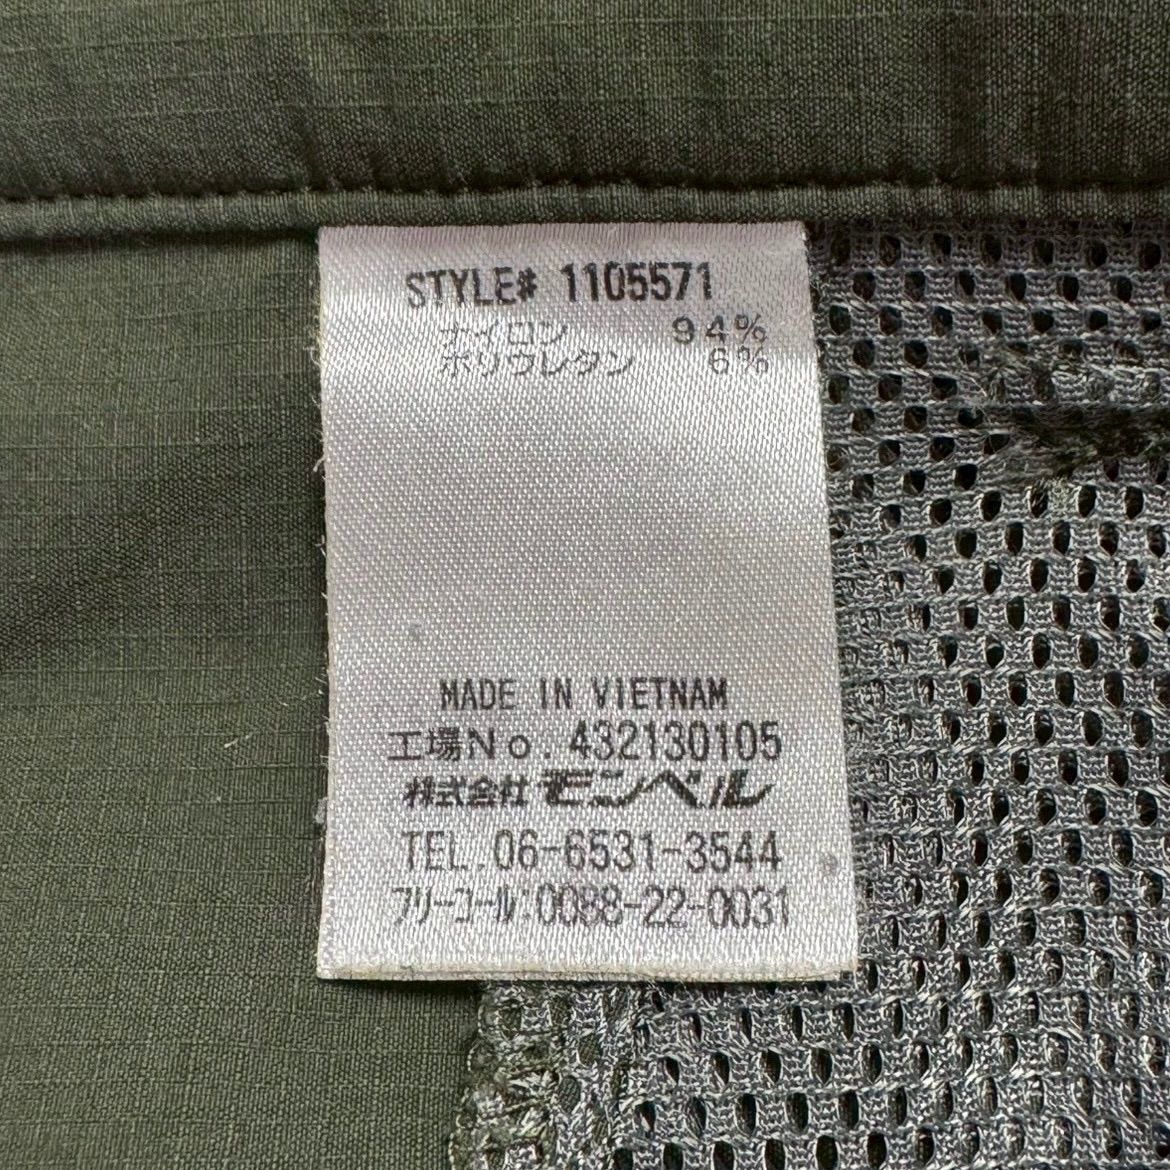 STYLE# 1105571
ナイロン 94%
ポリウレタン 6%
MADE IN VIETNAM
工場No. 432130105
株式会社モンベル
TEL.06-6531-3544
フリーコール:0088-22-0031